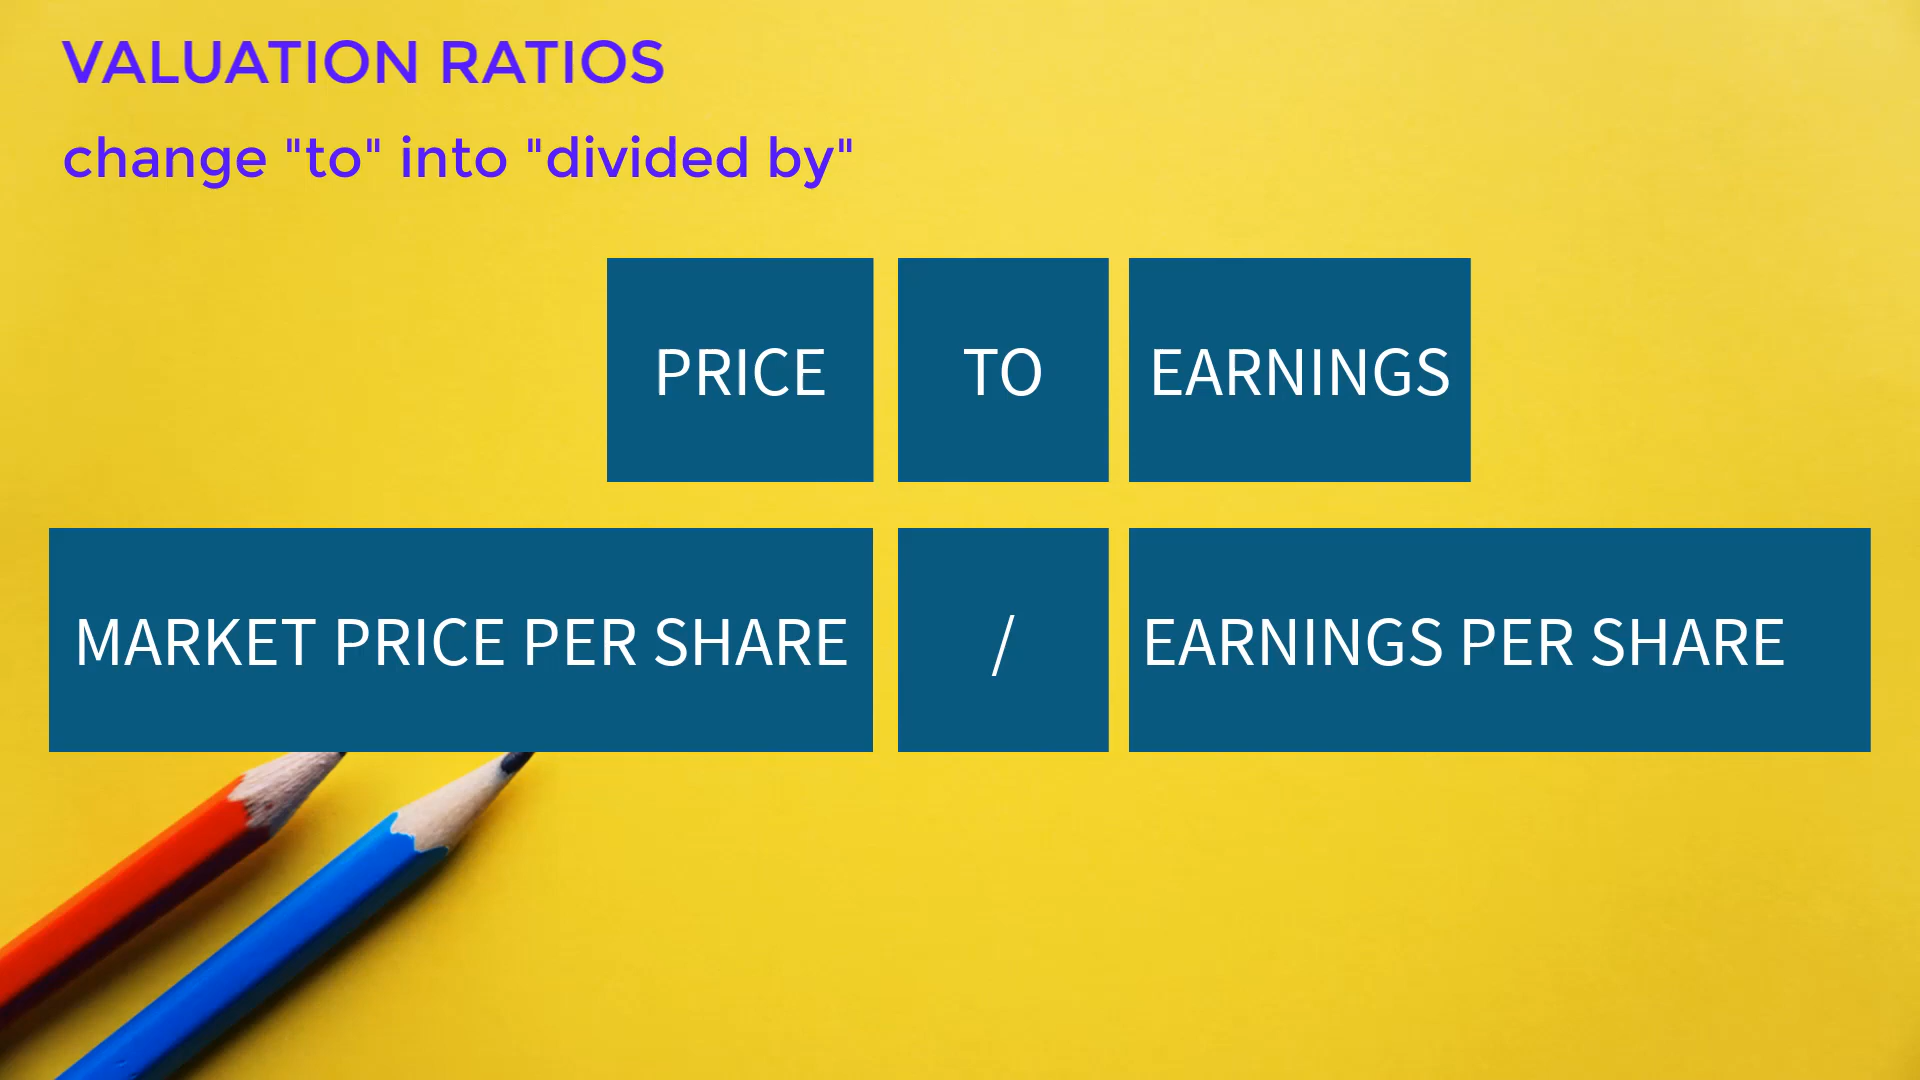 VALUATION RATIOS
change "to" into "divided by"
PRICE TO EARNINGS
MARKET PRICE PER SHARE / EARNINGS PER SHARE